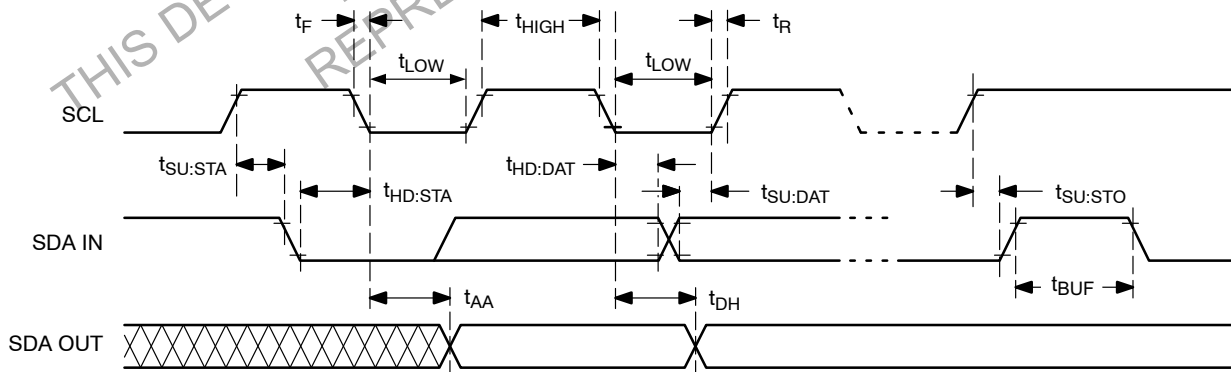 THIS DE
REPRE
tF
tHIGH
tR
tLOW
tLOW
SCL
tSU:STA
tHD:STA
tHD:DAT
tSU:DAT
tSU:STO
SDA IN
tBUF
tAA
tDH
SDA OUT